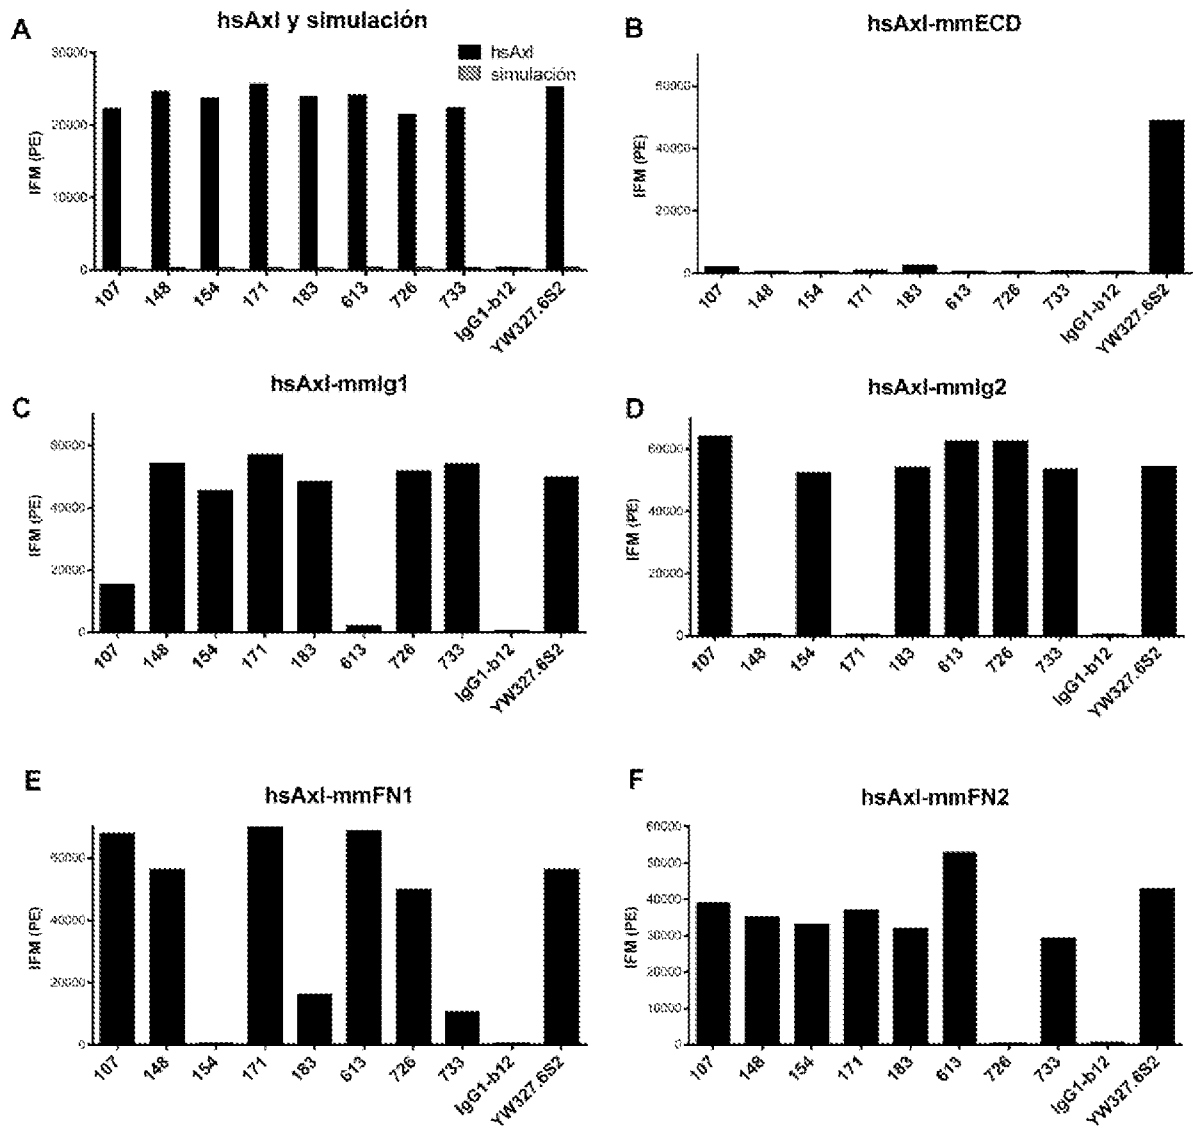 A
hsAxl y simulación
hsAxl
simulación
IFM (PE)
30000
20000
10000
0
107 148 154 171 183 613 726 733 IgG1-b12 YW327.6S2
B
hsAxl-mmECD
IFM (PE)
60000
40000
20000
0
107 148 154 171 183 613 726 733 IgG1-b12 YW327.6S2
C
hsAxl-mmIg1
IFM (PE)
60000
40000
20000
0
107 148 154 171 183 613 726 733 IgG1-b12 YW327.6S2
D
hsAxl-mmIg2
IFM (PE)
60000
40000
20000
0
107 148 154 171 183 613 726 733 IgG1-b12 YW327.6S2
E
hsAxl-mmFN1
IFM (PE)
60000
40000
20000
0
107 148 154 171 183 613 726 733 IgG1-b12 YW327.6S2
F
hsAxl-mmFN2
IFM (PE)
60000
50000
40000
30000
20000
10000
0
107 148 154 171 183 613 726 733 IgG1-b12 YW327.6S2